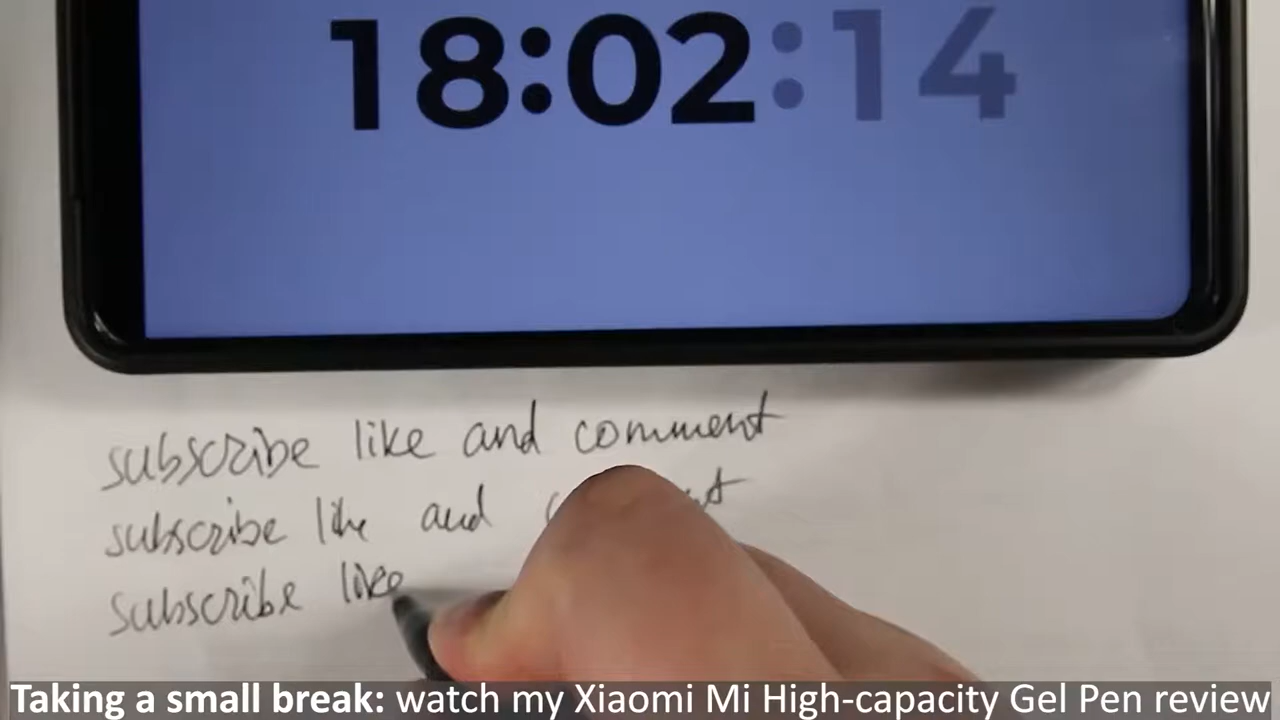 18:02:14
subscribe like and comment
subscribe like and
subscribe like
Taking a small break: watch my Xiaomi Mi High-capacity Gel Pen review